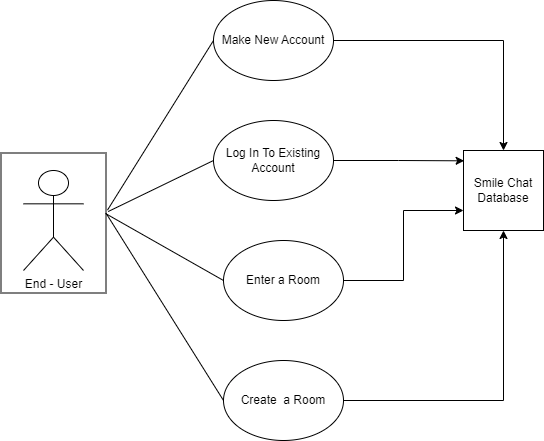 Make New Account
Log In To Existing
Account
Smile Chat
Database
End - User
Enter a Room
Create  a Room